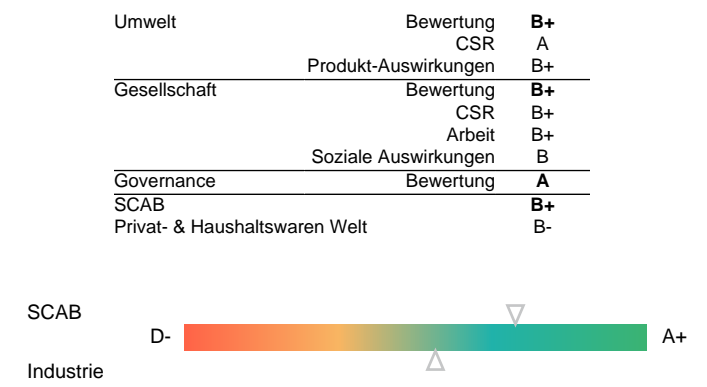 Umwelt Bewertung B+
CSR A
Produkt-Auswirkungen B+
Gesellschaft Bewertung B+
CSR B+
Arbeit B+
Soziale Auswirkungen B
Governance Bewertung A
SCAB B+
Privat- & Haushaltswaren Welt B-
SCAB
D- A+
Industrie